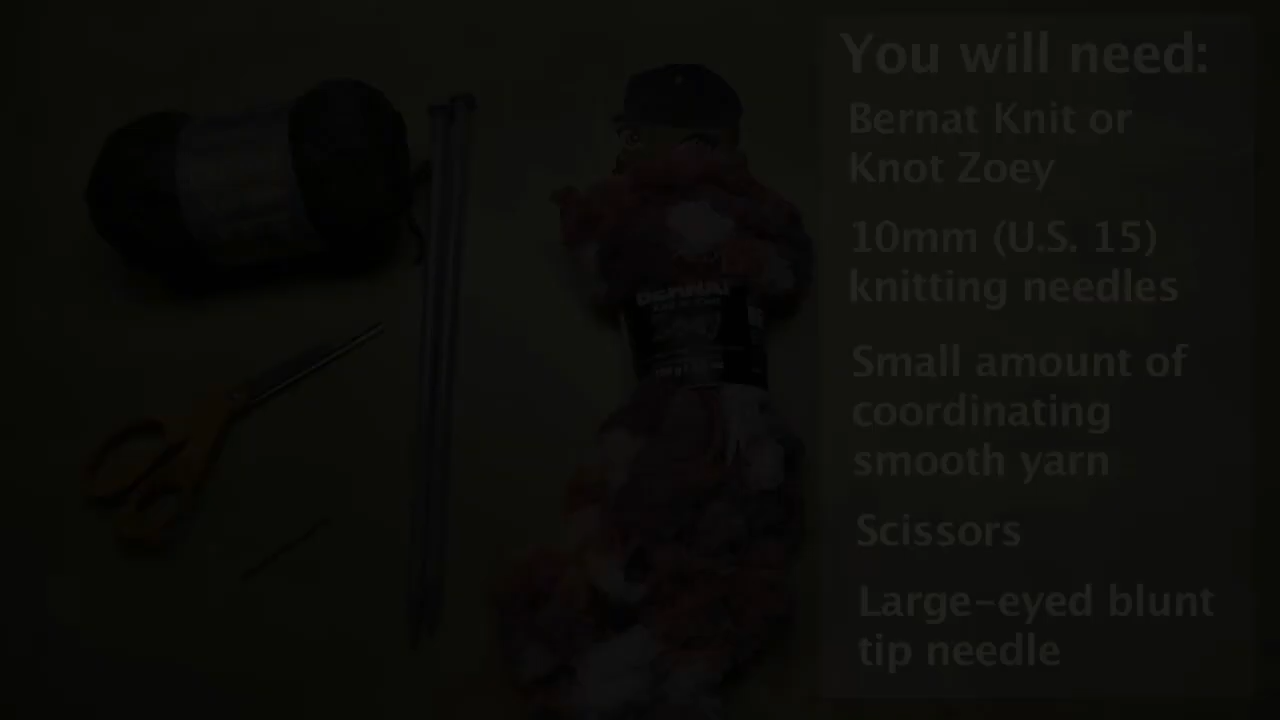 You will need:
Bernat Knit or
Knot Zoey
10mm (U.S. 15)
knitting needles
Small amount of
coordinating
smooth yarn
Scissors
Large-eyed blunt
tip needle
BERNAT